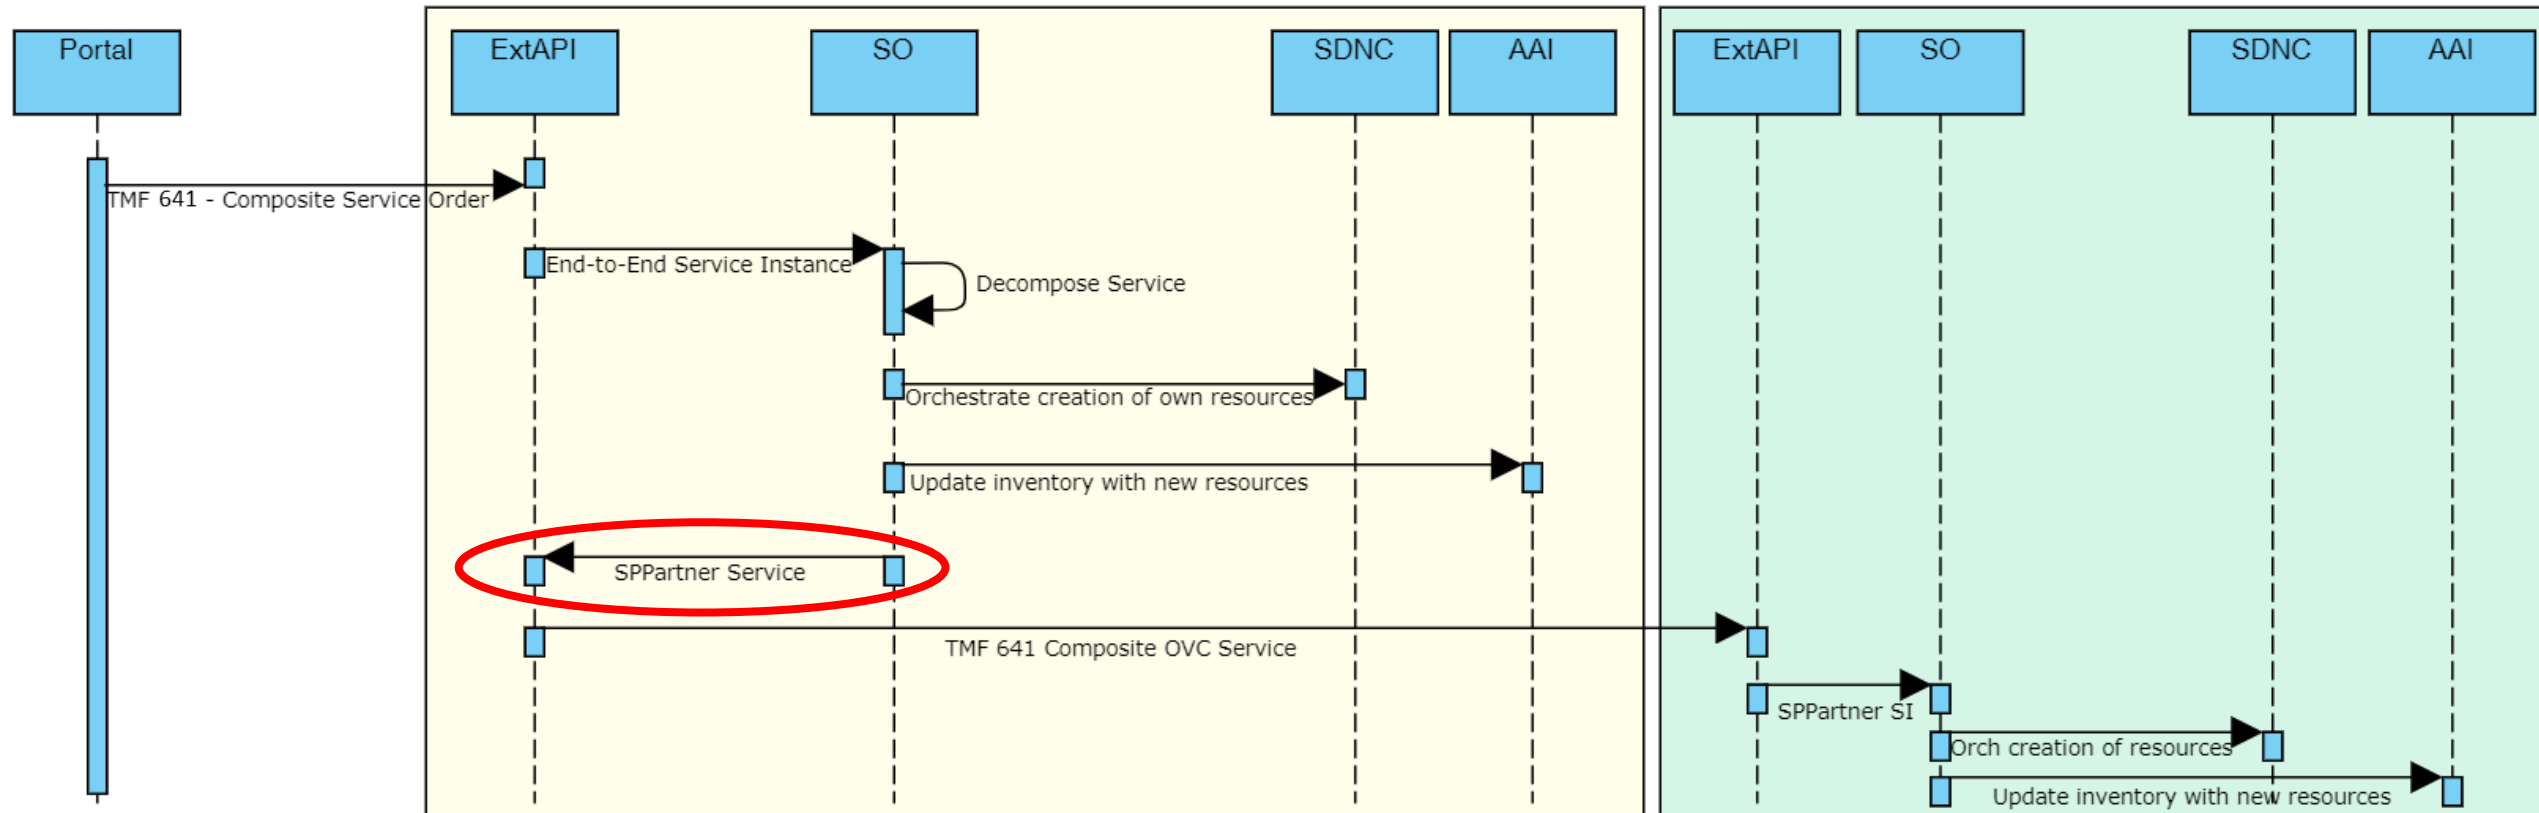 Portal
ExtAPI
SO
SDNC
AAI
ExtAPI
SO
SDNC
AAI
TMF 641 - Composite Service Order
End-to-End Service Instance
Decompose Service
Orchestrate creation of own resources
Update inventory with new resources
SPPartner Service
TMF 641 Composite OVC Service
SPPartner SI
Orch creation of resources
Update inventory with new resources